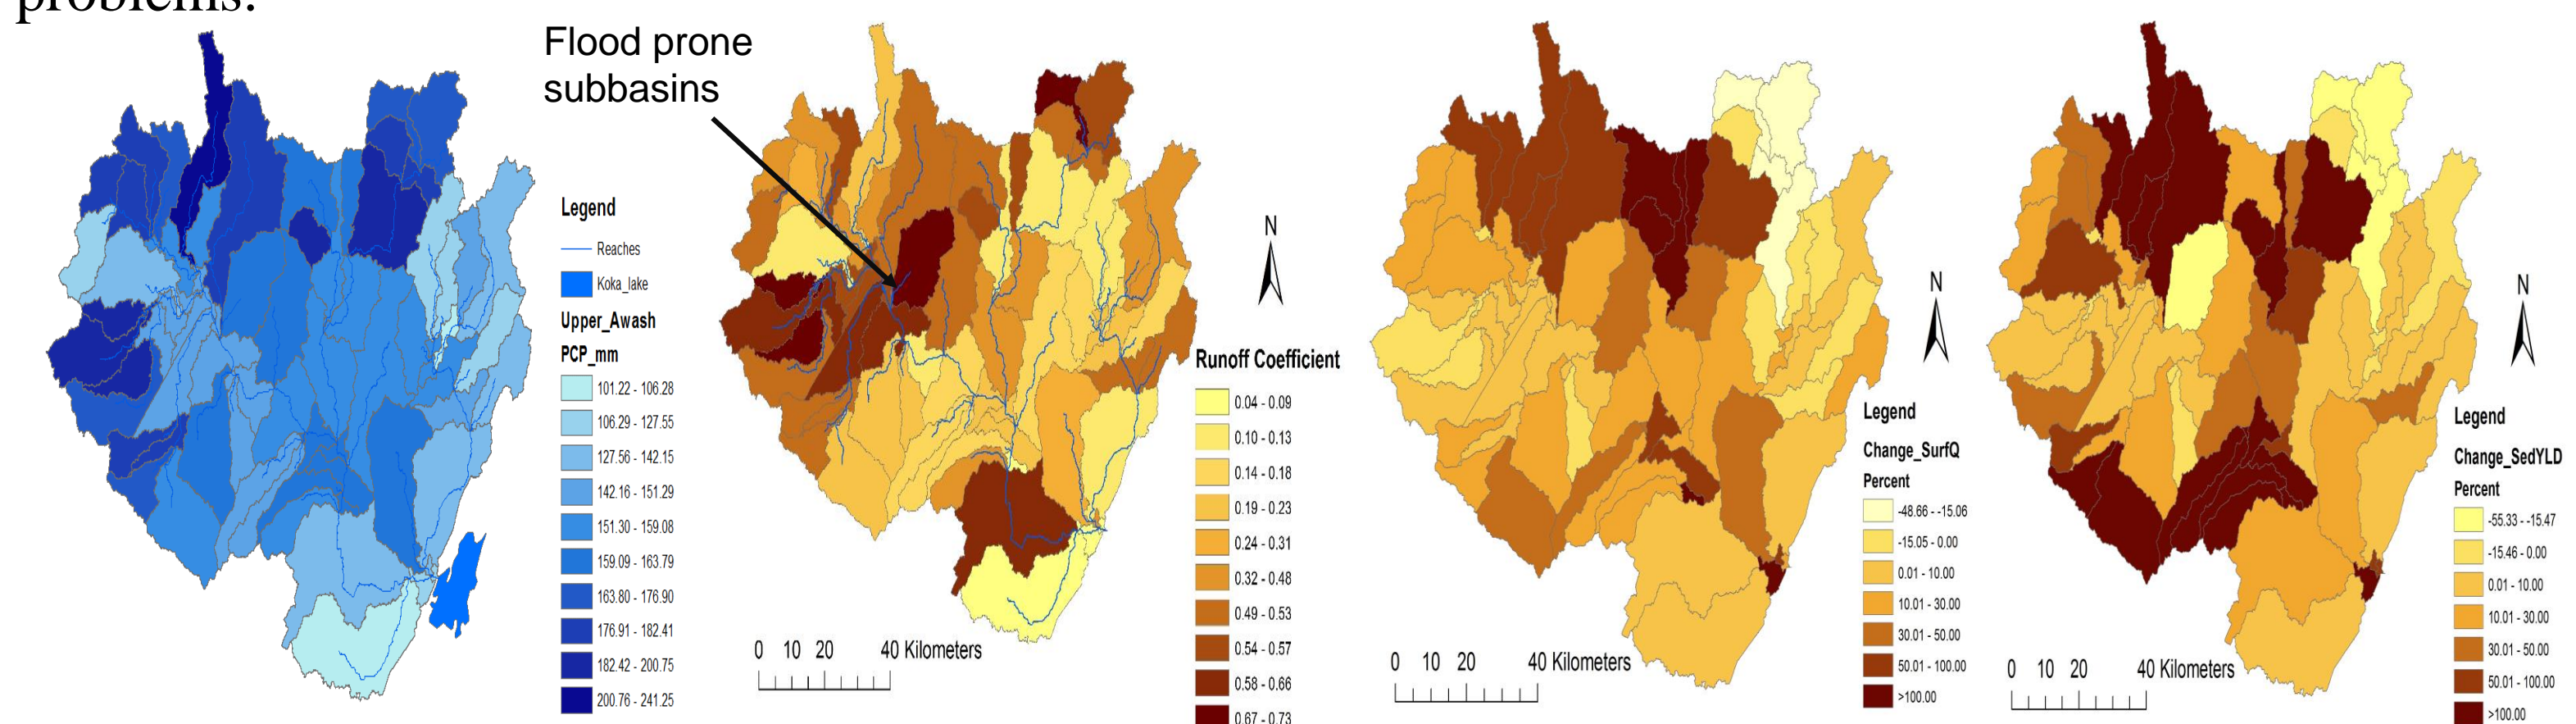 problems.
Flood prone
subbasins
Legend
Reaches
Koka_lake
Upper_Awash
PCP_mm
101.22 - 106.28
106.29 - 127.55
127.56 - 142.15
142.16 - 151.29
151.30 - 159.08
159.09 - 163.79
163.80 - 176.90
176.91 - 182.41
182.42 - 200.75
200.76 - 241.25
N
Runoff Coefficient
0.04 - 0.09
0.10 - 0.13
0.14 - 0.18
0.19 - 0.23
0.24 - 0.31
0.32 - 0.48
0.49 - 0.53
0.54 - 0.57
0.58 - 0.66
0.67 - 0.73
0 10 20 40 Kilometers
N
Legend
Change_SurfQ
Percent
-48.66 - -15.06
-15.05 - 0.00
0.01 - 10.00
10.01 - 30.00
30.01 - 50.00
50.01 - 100.00
>100.00
0 10 20 40 Kilometers
N
Legend
Change_SedYLD
Percent
-55.33 - -15.47
-15.46 - 0.00
0.01 - 10.00
10.01 - 30.00
30.01 - 50.00
50.01 - 100.00
>100.00
0 10 20 40 Kilometers